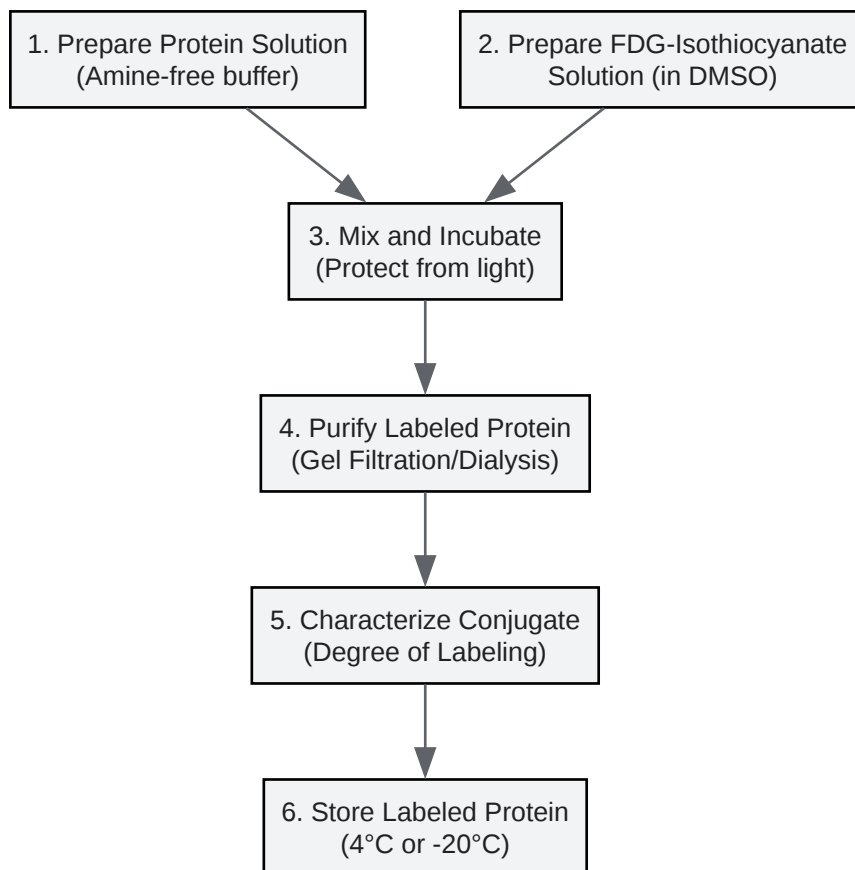 1. Prepare Protein Solution
(Amine-free buffer)
2. Prepare FDG-Isothiocyanate
Solution (in DMSO)
3. Mix and Incubate
(Protect from light)
4. Purify Labeled Protein
(Gel Filtration/Dialysis)
5. Characterize Conjugate
(Degree of Labeling)
6. Store Labeled Protein
(4°C or -20°C)